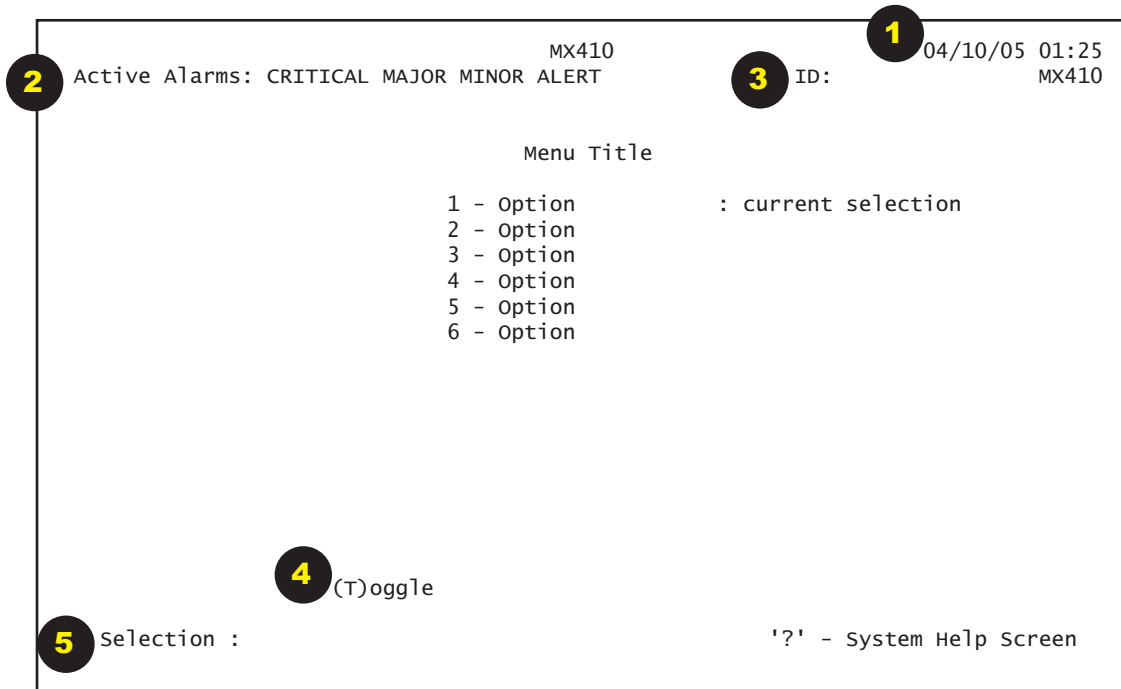 1
MX410 04/10/05 01:25
2 Active Alarms: CRITICAL MAJOR MINOR ALERT 3 ID: MX410
Menu Title
1 – Option : current selection
2 – Option
3 – Option
4 – Option
5 – Option
6 – Option
4 (T)oggle
5 Selection : '?' – System Help Screen